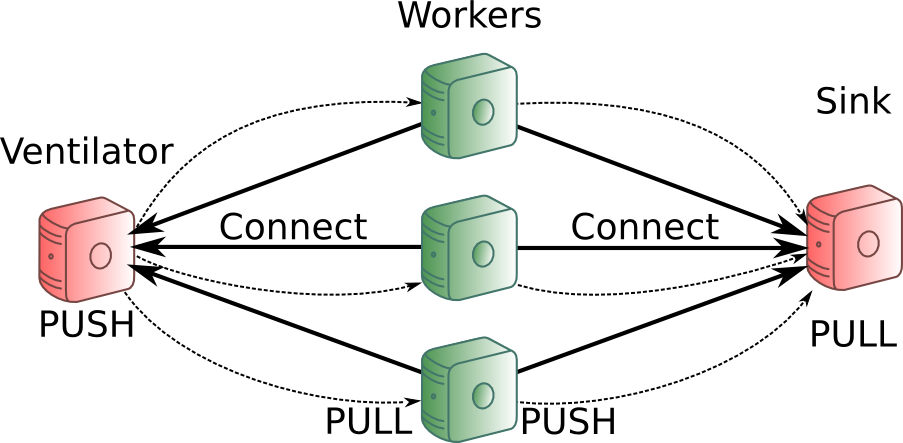 Workers
Sink
Ventilator
Connect
Connect
PUSH
PULL
PULL
PUSH